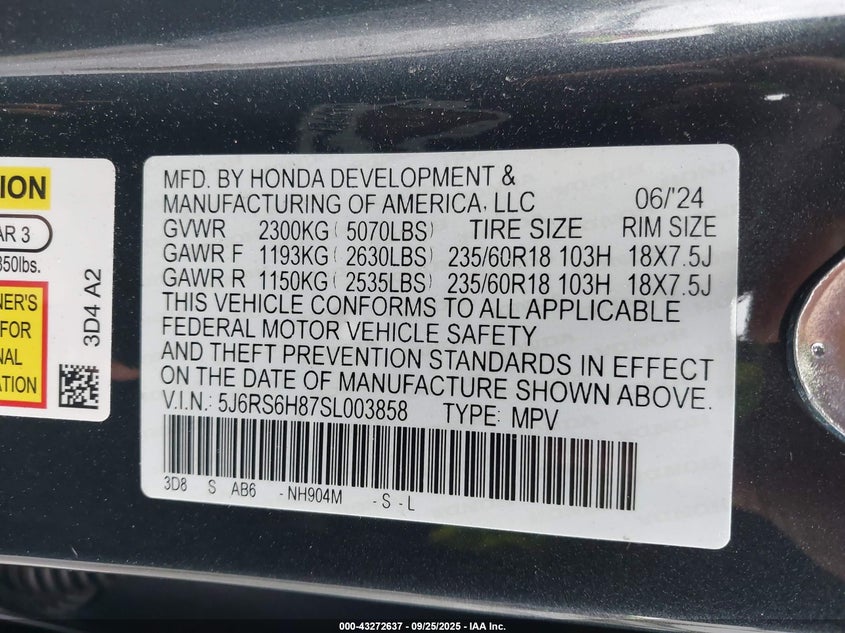 TION
AR 3
850lbs.
NER'S
FOR
NAL
ATION
3D4 A2
MFD. BY HONDA DEVELOPMENT &
MANUFACTURING OF AMERICA, LLC 06/'24
GVWR 2300KG ( 5070LBS) TIRE SIZE RIM SIZE
GAWR F 1193KG ( 2630LBS) 235/60R18 103H 18X7.5J
GAWR R 1150KG ( 2535LBS) 235/60R18 103H 18X7.5J
THIS VEHICLE CONFORMS TO ALL APPLICABLE
FEDERAL MOTOR VEHICLE SAFETY
AND THEFT PREVENTION STANDARDS IN EFFECT
ON THE DATE OF MANUFACTURE SHOWN ABOVE.
V.I.N.: 5J6RS6H87SL003858 TYPE: MPV
3D8 S AB6 - NH904M - S - L
000-43272637 - 09/25/2025 - IAA Inc.